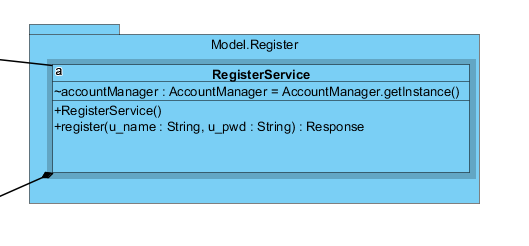 Model.Register
a
RegisterService
~accountManager : AccountManager = AccountManager.getInstance()
+RegisterService()
+register(u_name : String, u_pwd : String) : Response